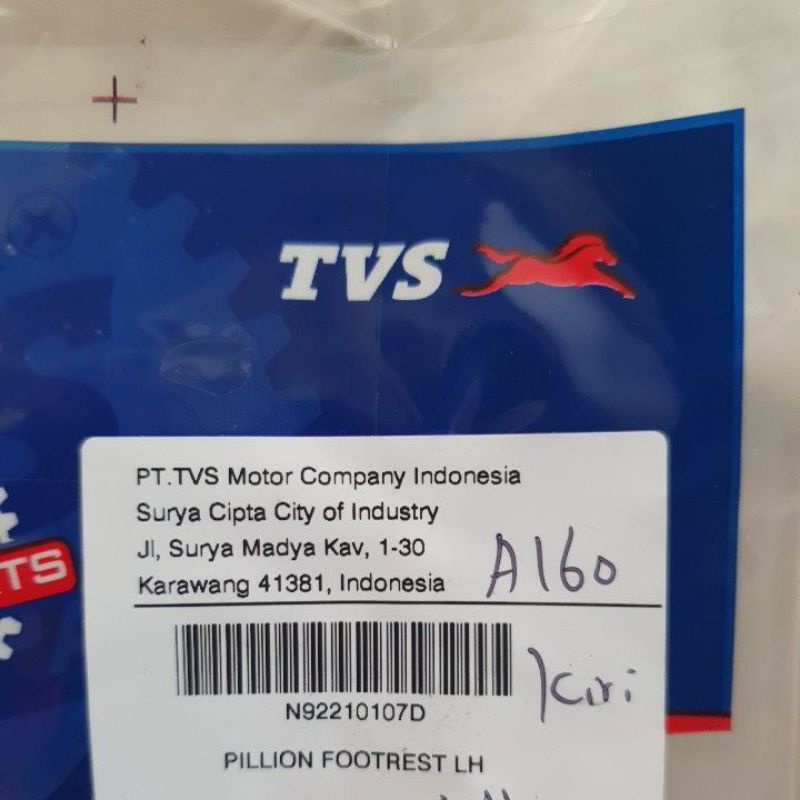 TVS
PT.TVS Motor Company Indonesia
Surya Cipta City of Industry
Jl, Surya Madya Kav, 1-30
Karawang 41381, Indonesia
A160
TS
Kiri
N92210107D
PILLION FOOTREST LH